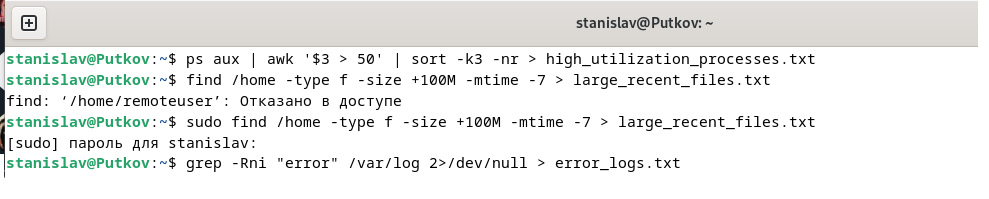 stanislav@Putkov: ~
stanislav@Putkov:~$ ps aux | awk '$3 > 50' | sort -k3 -nr > high_utilization_processes.txt
stanislav@Putkov:~$ find /home -type f -size +100M -mtime -7 > large_recent_files.txt
find: ‘/home/remoteuser’: Отказано в доступе
stanislav@Putkov:~$ sudo find /home -type f -size +100M -mtime -7 > large_recent_files.txt
[sudo] пароль для stanislav:
stanislav@Putkov:~$ grep -Rni "error" /var/log 2>/dev/null > error_logs.txt